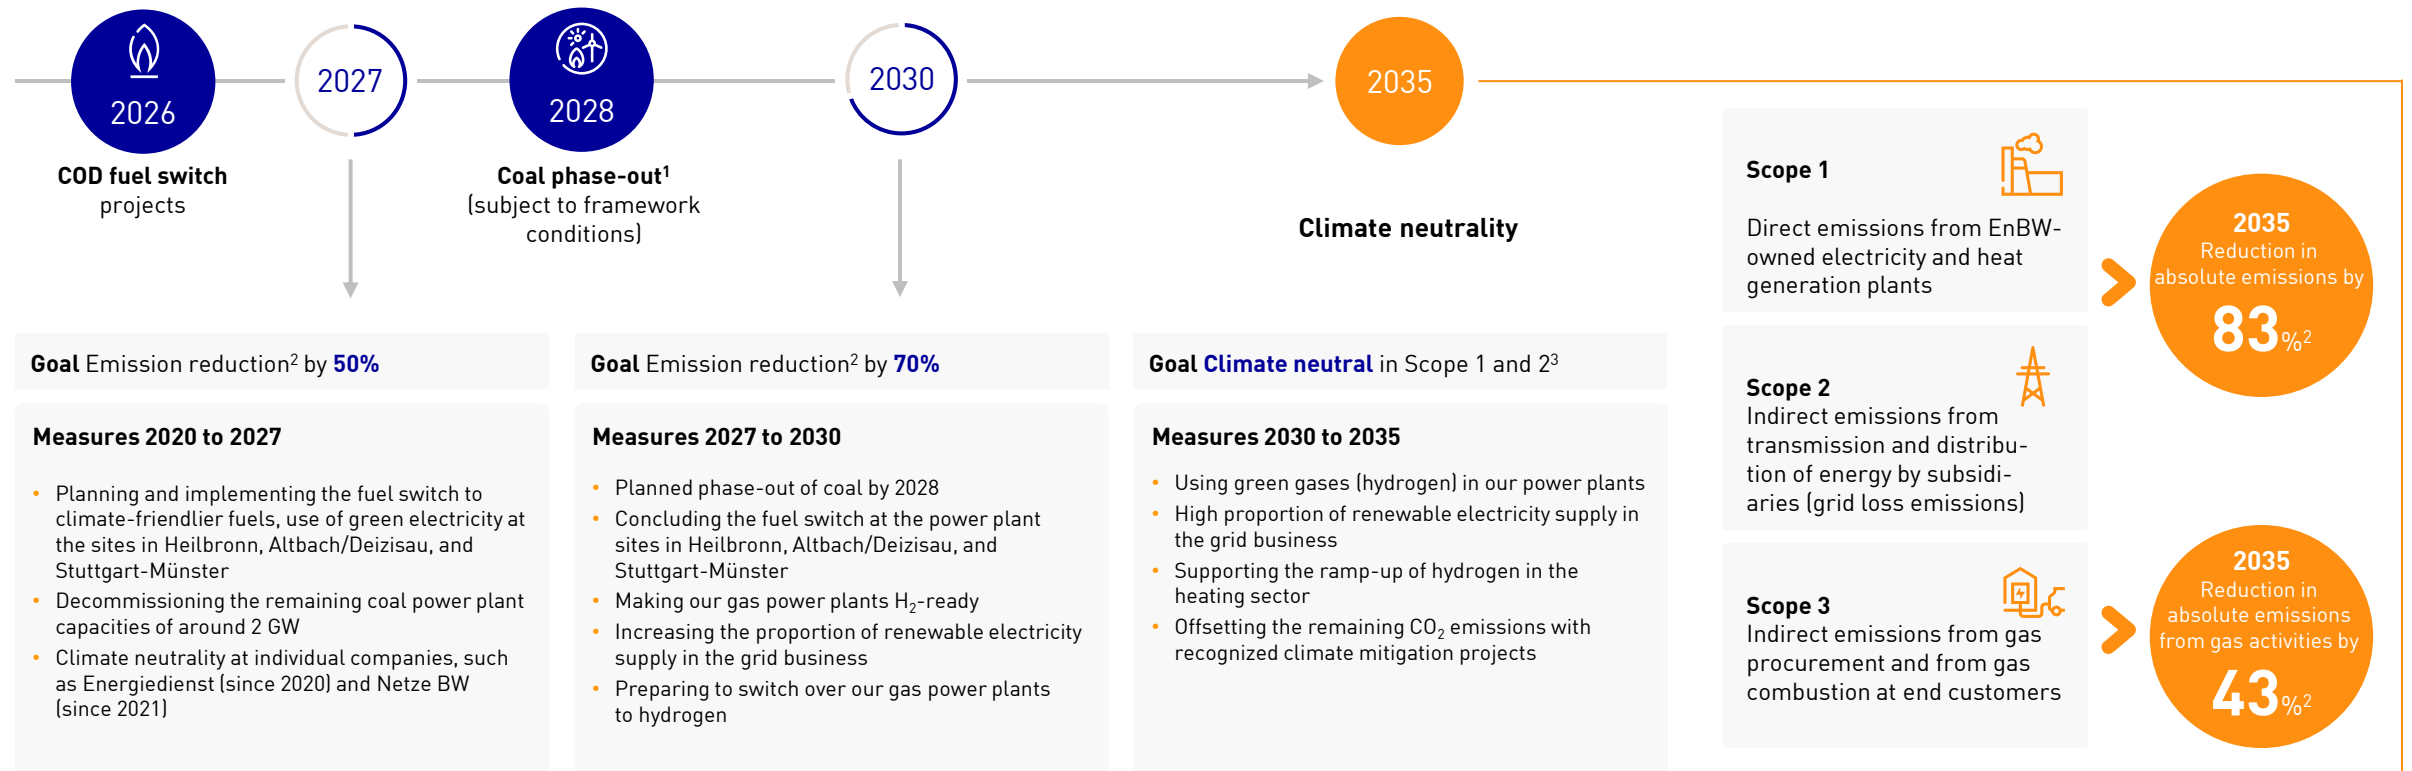 2026
COD fuel switch
projects
2027
2028
Coal phase-out¹
(subject to framework
conditions)
2030
2035
Climate neutrality
Goal Emission reduction² by 50%
Measures 2020 to 2027
• Planning and implementing the fuel switch to
climate-friendlier fuels, use of green electricity at
the sites in Heilbronn, Altbach/Deizisau, and
Stuttgart-Münster
• Decommissioning the remaining coal power plant
capacities of around 2 GW
• Climate neutrality at individual companies, such
as Energiedienst (since 2020) and Netze BW
(since 2021)
Goal Emission reduction² by 70%
Measures 2027 to 2030
• Planned phase-out of coal by 2028
• Concluding the fuel switch at the power plant
sites in Heilbronn, Altbach/Deizisau, and
Stuttgart-Münster
• Making our gas power plants H₂-ready
• Increasing the proportion of renewable electricity
supply in the grid business
• Preparing to switch over our gas power plants
to hydrogen
Goal Climate neutral in Scope 1 and 2³
Measures 2030 to 2035
• Using green gases (hydrogen) in our power plants
• High proportion of renewable electricity supply in
the grid business
• Supporting the ramp-up of hydrogen in the
heating sector
• Offsetting the remaining CO₂ emissions with
recognized climate mitigation projects
Scope 1
Direct emissions from EnBW-
owned electricity and heat
generation plants
Scope 2
Indirect emissions from
transmission and distribu-
tion of energy by subsidi-
aries (grid loss emissions)
2035
Reduction in
absolute emissions by
83%²
Scope 3
Indirect emissions from gas
procurement and from gas
combustion at end customers
2035
Reduction in
absolute emissions
from gas activities by
43%²